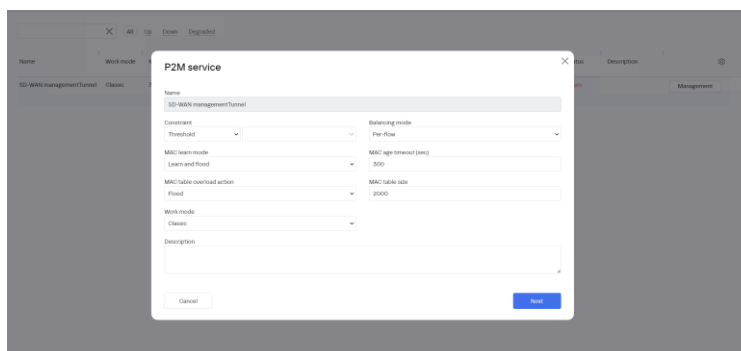 All Up Down Degraded
Name Work mode Description
SD-WAN managementTunnel Classic Management
P2M service
Name
SD-WAN managementTunnel
Constraint Balancing mode
Threshold Per-flow
MAC learn mode MAC age timeout (sec)
Learn and flood 300
MAC table overload action MAC table size
Flood 2000
Work mode
Classic
Description
Cancel Next